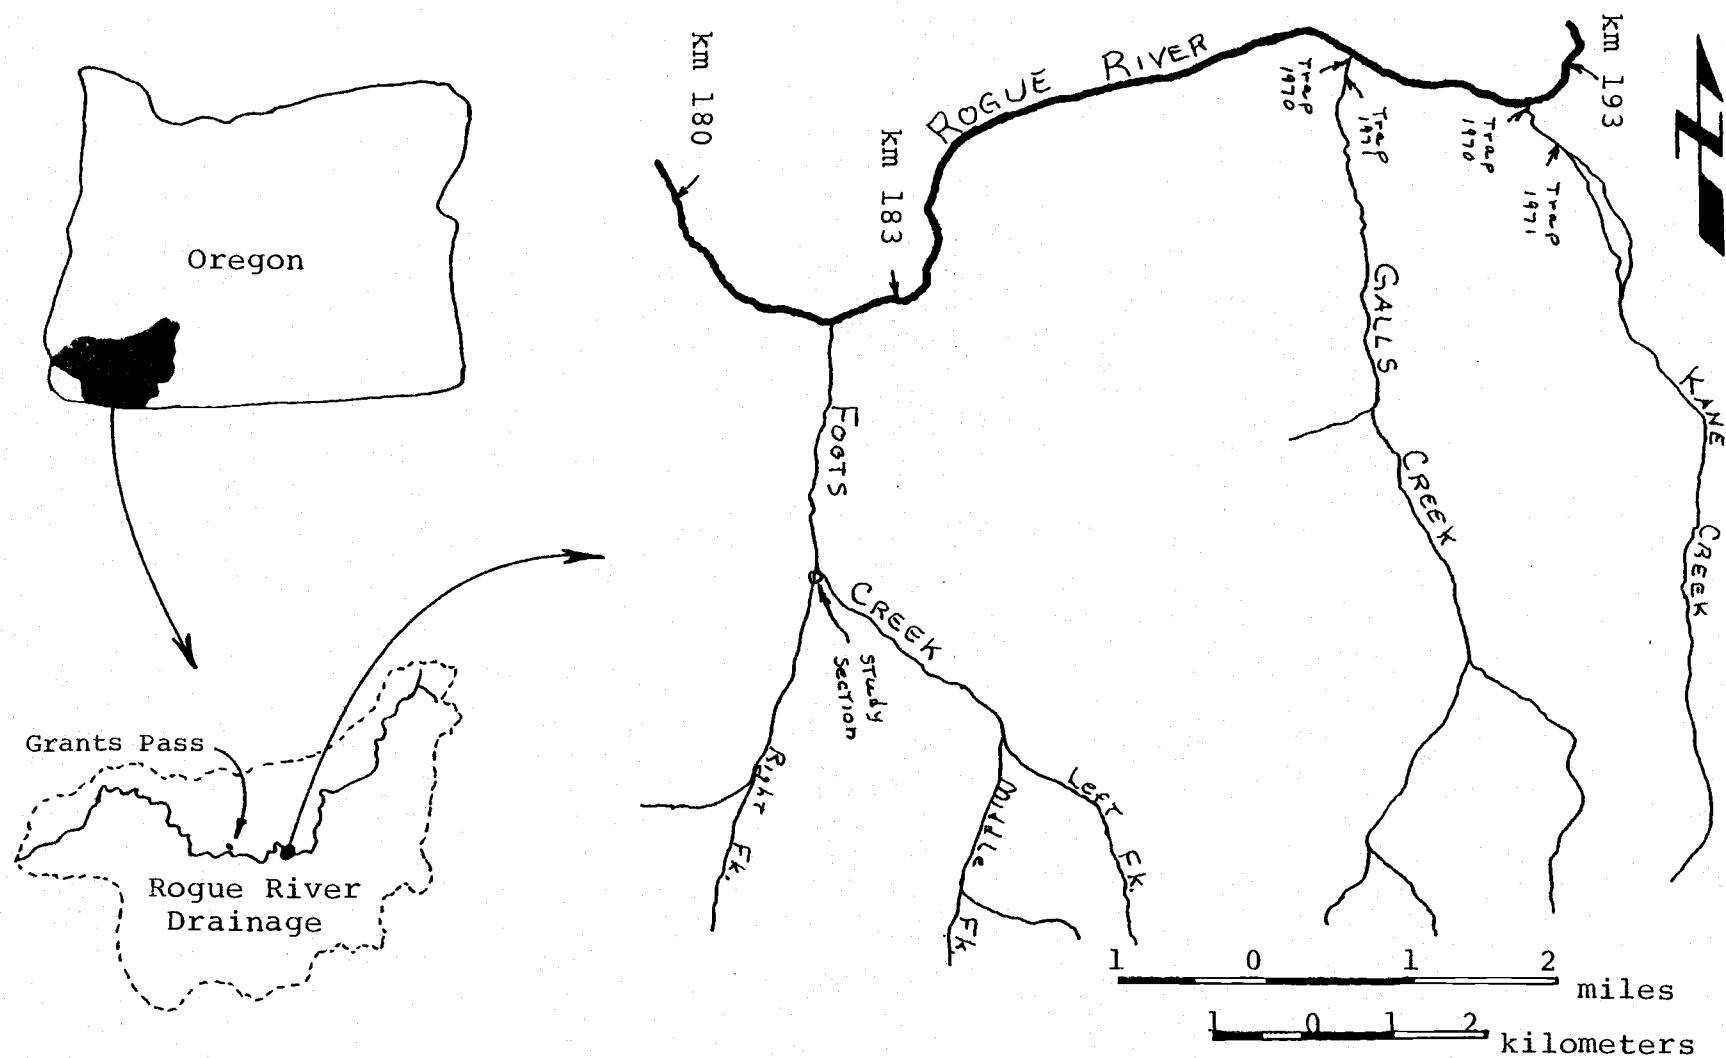 Oregon
Grants Pass
Rogue River
Drainage
km 180
km 183
ROGUE RIVER
km 193
Trap
1970
Trap
1971
Trap
1970
Trap
1971
FOOTS
CREEK
Study
Section
Right
Fk.
Middle
Fk.
Left
Fk.
GALLS
CREEK
KANE
CREEK
1 0 1 2
miles
1 0 1 2
kilometers